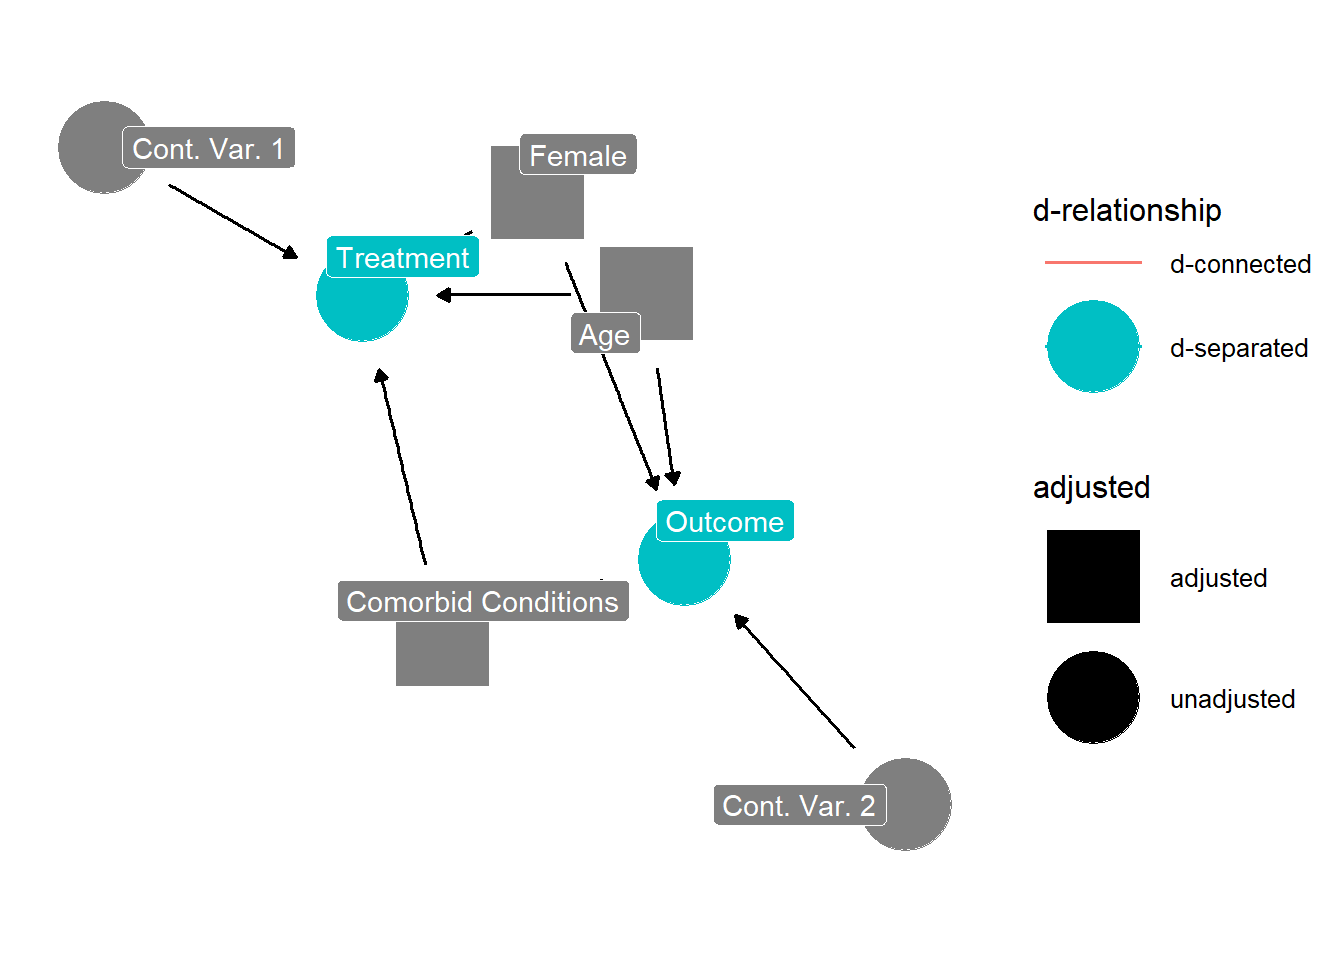 Cont. Var. 1
Female
Treatment
Age
Outcome
Comorbid Conditions
Cont. Var. 2
d-relationship
d-connected
d-separated
adjusted
adjusted
unadjusted